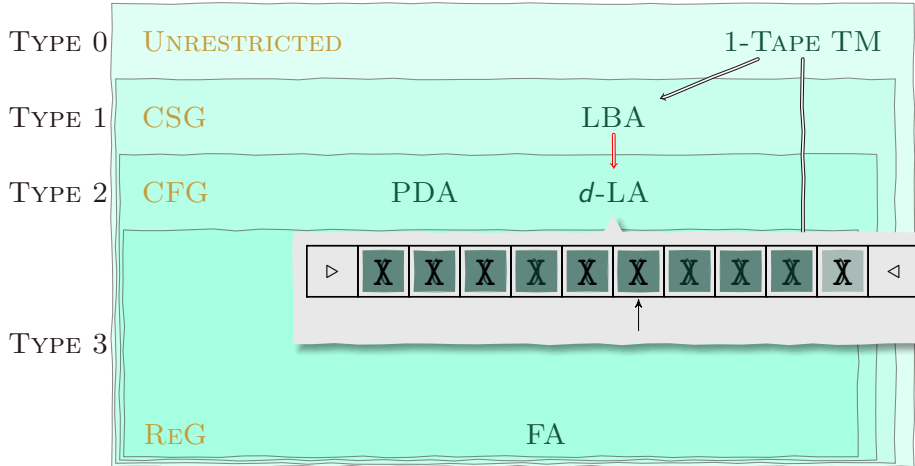 TYPE 0 UNRESTRICTED 1-TAPE TM
TYPE 1 CSG LBA
TYPE 2 CFG PDA d-LA
▷ X X X X X X X X X X ◁
TYPE 3
REG FA